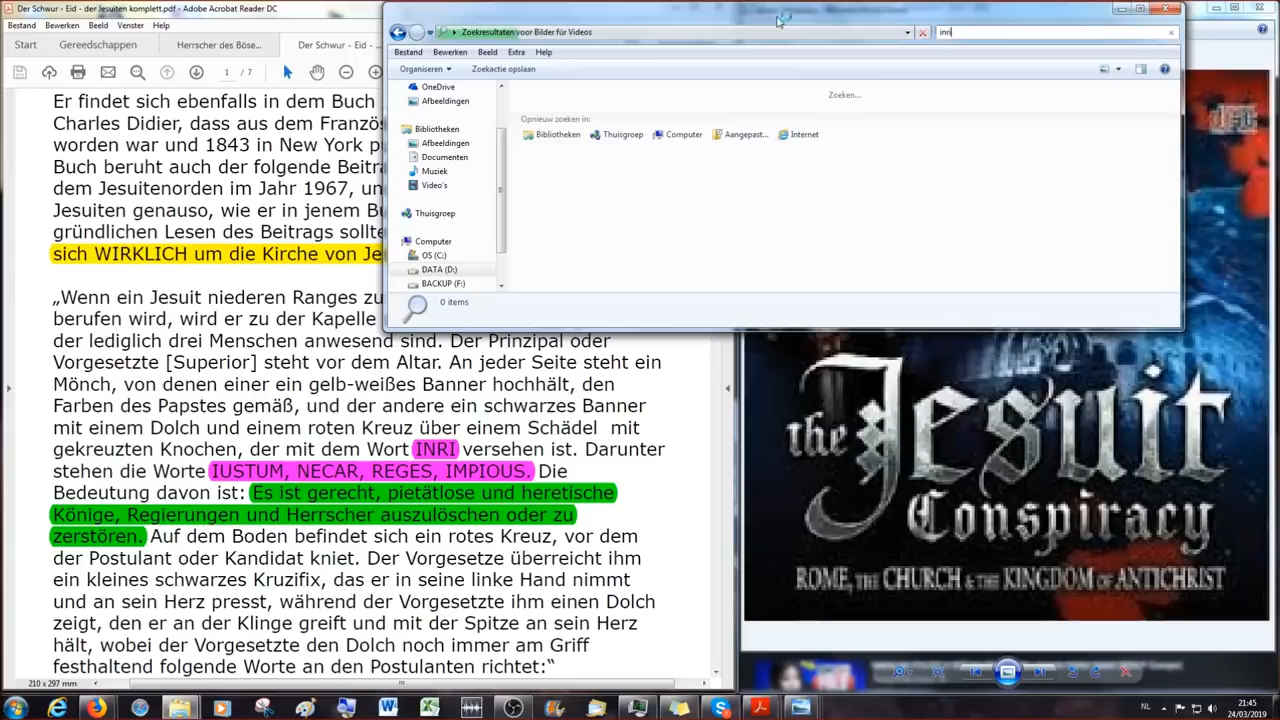 Der Schwur - Eid - der Jesuiten komplett.pdf - Adobe Acrobat Reader DC
Bestand Bewerken Beeld Venster Help
Start Gereedschappen Herrscher des Böse... Der Schwur - Eid - de...
1 / 7
Er findet sich ebenfalls in dem Buch
Charles Didier, dass aus dem Französ
worden war und 1843 in New York pu
Buch beruht auch der folgende Beitra
dem Jesuitenorden im Jahr 1967, un
Jesuiten genauso, wie er in jenem Bu
gründlichen Lesen des Beitrags sollte
sich WIRKLICH um die Kirche von Je
„Wenn ein Jesuit niederen Ranges zu
berufen wird, wird er zu der Kapelle
der lediglich drei Menschen anwesend sind. Der Prinzipal oder
Vorgesetzte [Superior] steht vor dem Altar. An jeder Seite steht ein
Mönch, von denen einer ein gelb-weißes Banner hochhält, den
Farben des Papstes gemäß, und der andere ein schwarzes Banner
mit einem Dolch und einem roten Kreuz über einem Schädel mit
gekreuzten Knochen, der mit dem Wort INRI versehen ist. Darunter
stehen die Worte IUSTUM, NECAR, REGES, IMPIOUS. Die
Bedeutung davon ist: Es ist gerecht, pietätlose und heretische
Könige, Regierungen und Herrscher auszulöschen oder zu
zerstören. Auf dem Boden befindet sich ein rotes Kreuz, vor dem
der Postulant oder Kandidat kniet. Der Vorgesetze überreicht ihm
ein kleines schwarzes Kruzifix, das er in seine linke Hand nimmt
und an sein Herz presst, während der Vorgesetzte ihm einen Dolch
zeigt, den er an der Klinge greift und mit der Spitze an sein Herz
hält, wobei der Vorgesetzte den Dolch noch immer am Griff
festhaltend folgende Worte an den Postulanten richtet:“
210 x 297 mm
Zoekresultaten voor Bilder für Videos
inri
Bestand Bewerken Beeld Extra Help
Organiseren Zoekactie opslaan
OneDrive
Afbeeldingen
Bibliotheken
Afbeeldingen
Documenten
Muziek
Video's
Thuisgroep
Computer
OS (C:)
DATA (D:)
BACKUP (F:)
Zoeken...
Opnieuw zoeken in:
Bibliotheken Thuisgroep Computer Aangepast... Internet
0 items
the Jesuit
Conspiracy
ROME, THE CHURCH & THE KINGDOM OF ANTICHRIST
NL
21:45
24/03/2019